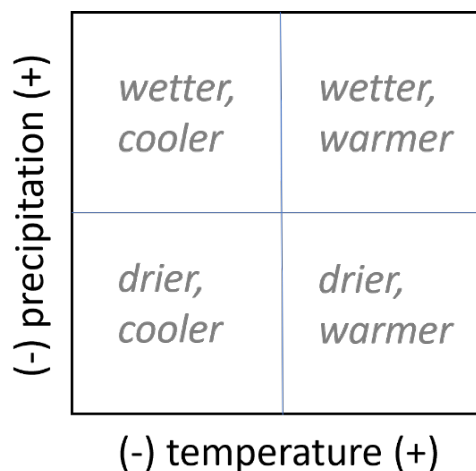 (-) precipitation (+)
wetter,
cooler
wetter,
warmer
drier,
cooler
drier,
warmer
(-) temperature (+)